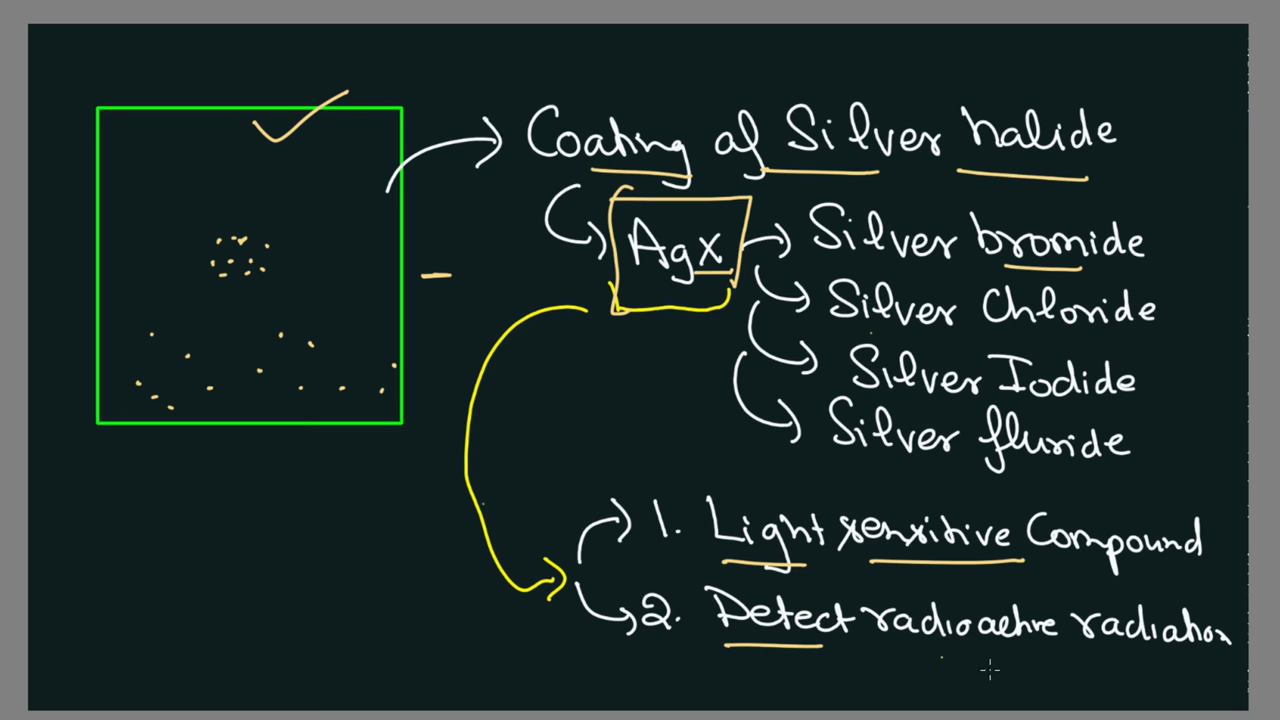 Coating of Silver halide
Agx
Silver bromide
Silver Chloride
Silver Iodide
Silver fluride
1. Light sensitive Compound
2. Detect radioactive radiation